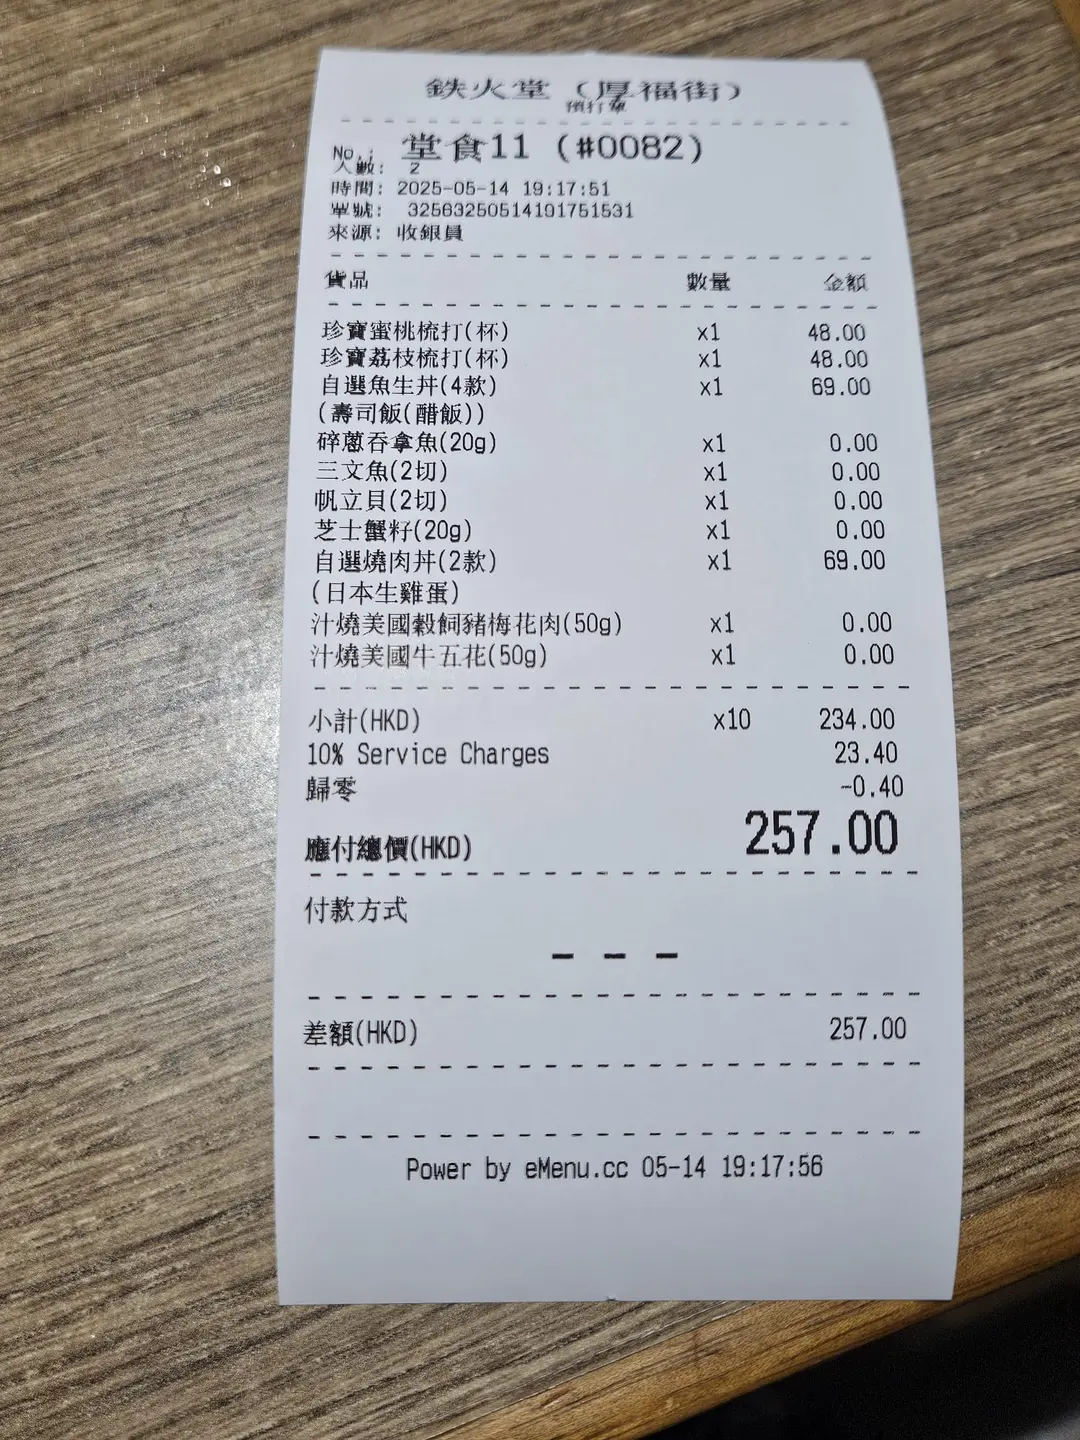 鉄火堂 (厚福街)
預打單
No.: 堂食11 (#0082)
人數: 2
時間: 2025-05-14 19:17:51
單號: 32563250514191751531
來源: 收銀員
貨品 數量 金額
珍寶蜜桃梳打(杯) x1 48.00
珍寶荔枝梳打(杯) x1 48.00
自選魚生丼(4款) x1 69.00
(壽司飯(醋飯))
碎蔥吞拿魚(20g) x1 0.00
三文魚(2切) x1 0.00
帆立貝(2切) x1 0.00
芝士蟹籽(20g) x1 0.00
自選燒肉丼(2款) x1 69.00
(日本生雞蛋)
汁燒美國穀飼豬梅花肉(50g) x1 0.00
汁燒美國牛五花(50g) x1 0.00
小計(HKD) x10 234.00
10% Service Charges 23.40
歸零 -0.40
應付總價(HKD) 257.00
付款方式
- - -
差額(HKD) 257.00
Power by eMenu.cc 05-14 19:17:56